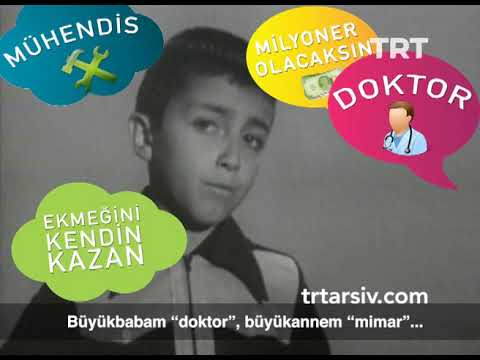 MÜHENDİS
MİLYONER
OLACAKSIN
TRT
DOKTOR
EKMEĞİNİ
KENDİN
KAZAN
trtarsiv.com
Büyükbabam “doktor”, büyükannem “mimar”...